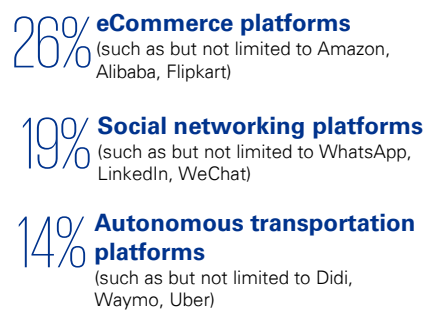 26% eCommerce platforms
(such as but not limited to Amazon,
Alibaba, Flipkart)
19% Social networking platforms
(such as but not limited to WhatsApp,
LinkedIn, WeChat)
14% Autonomous transportation
platforms
(such as but not limited to Didi,
Waymo, Uber)